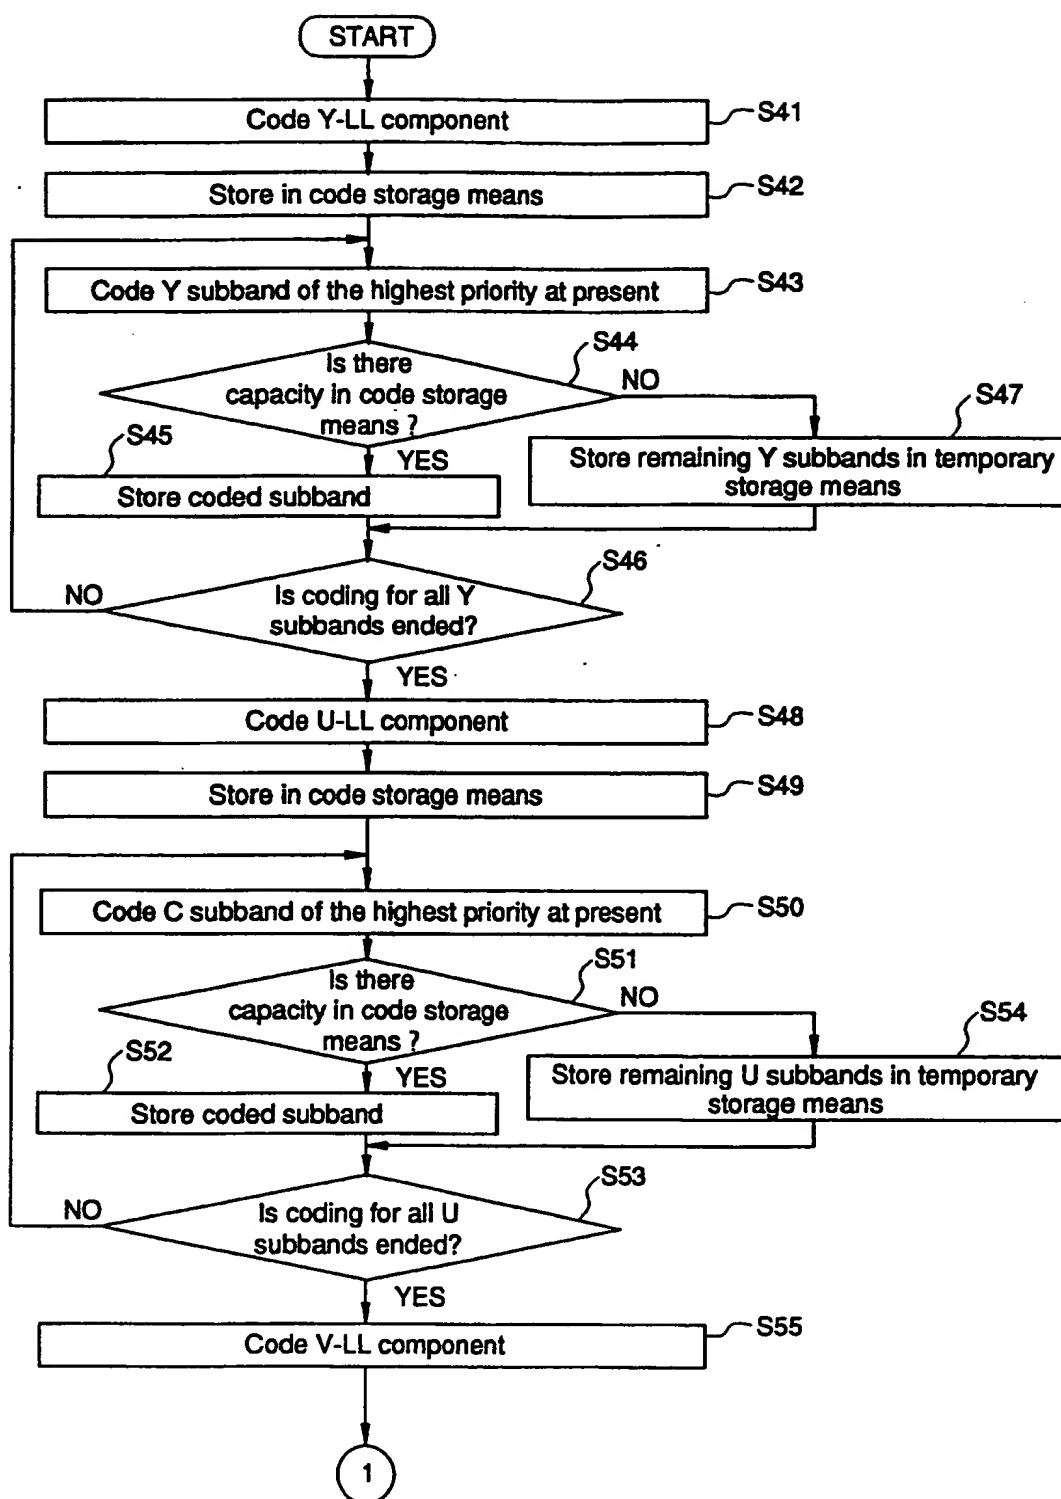 START
Code Y-LL component
S41
Store in code storage means
S42
Code Y subband of the highest priority at present
S43
Is there
capacity in code storage
means ?
S44
NO
YES
S45
Store coded subband
S47
Store remaining Y subbands in temporary
storage means
S46
Is coding for all Y
subbands ended?
NO
YES
Code U-LL component
S48
Store in code storage means
S49
Code C subband of the highest priority at present
S50
Is there
capacity in code storage
means ?
S51
NO
YES
S52
Store coded subband
S54
Store remaining U subbands in temporary
storage means
S53
Is coding for all U
subbands ended?
NO
YES
Code V-LL component
S55
1